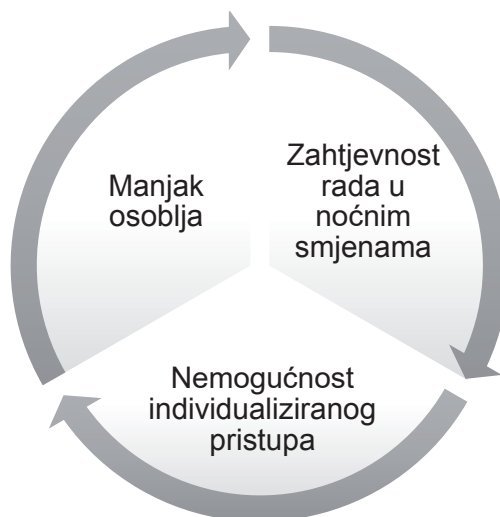 Manjak
osoblja
Zahtjevnost
rada u
noćnim
smjenama
Nemogućnost
individualiziranog
pristupa